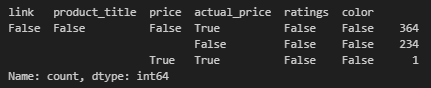 link   product_title  price  actual_price  ratings  color
False  False          False  True          False    False    364
                             False         False    False    234
                      True   True          False    False      1
Name: count, dtype: int64